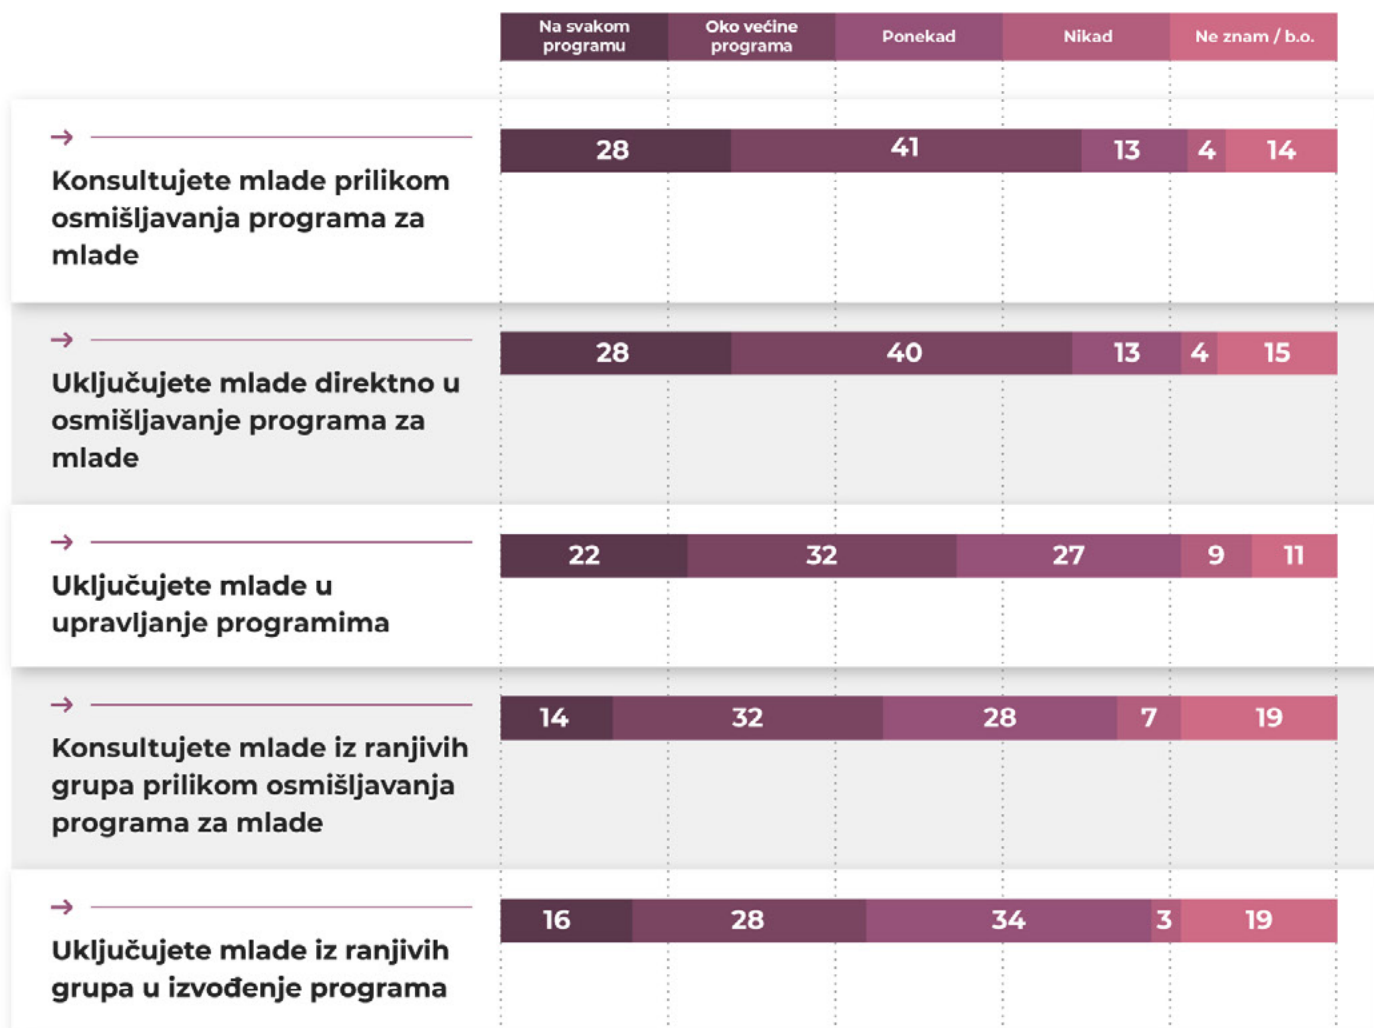 Na svakom programu
Oko većine programa
Ponekad
Nikad
Ne znam / b.o.
→
Konsultujete mlade prilikom
osmišljavanja programa za
mlade
28 41 13 4 14
→
Uključujete mlade direktno u
osmišljavanje programa za
mlade
28 40 13 4 15
→
Uključujete mlade u
upravljanje programima
22 32 27 9 11
→
Konsultujete mlade iz ranjivih
grupa prilikom osmišljavanja
programa za mlade
14 32 28 7 19
→
Uključujete mlade iz ranjivih
grupa u izvođenje programa
16 28 34 3 19